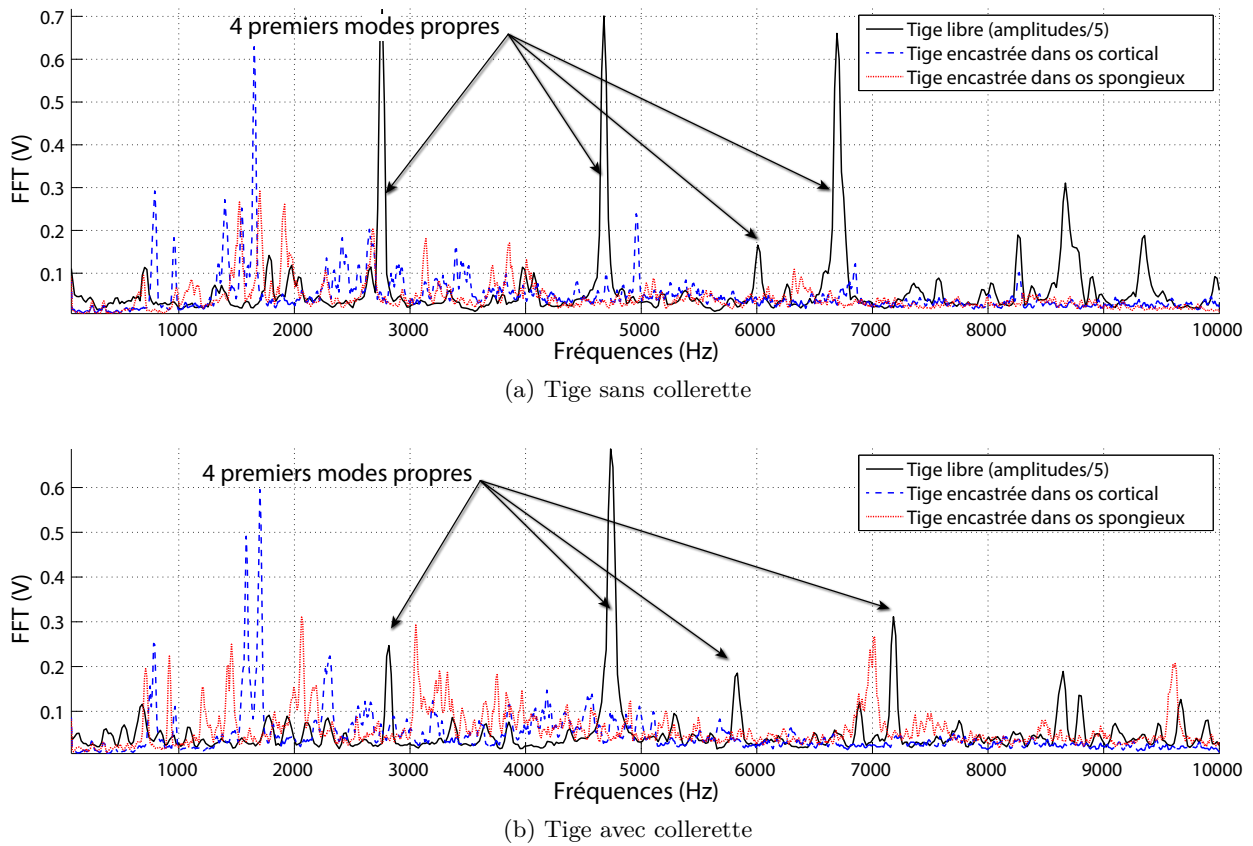 4 premiers modes propres
Tige libre (amplitudes/5)
Tige encastrée dans os cortical
Tige encastrée dans os spongieux
0.7
0.6
0.5
0.4
0.3
0.2
0.1
FFT (V)
1000 2000 3000 4000 5000 6000 7000 8000 9000 10000
Fréquences (Hz)
(a) Tige sans collerette
4 premiers modes propres
Tige libre (amplitudes/5)
Tige encastrée dans os cortical
Tige encastrée dans os spongieux
0.6
0.5
0.4
0.3
0.2
0.1
FFT (V)
1000 2000 3000 4000 5000 6000 7000 8000 9000 10000
Fréquences (Hz)
(b) Tige avec collerette